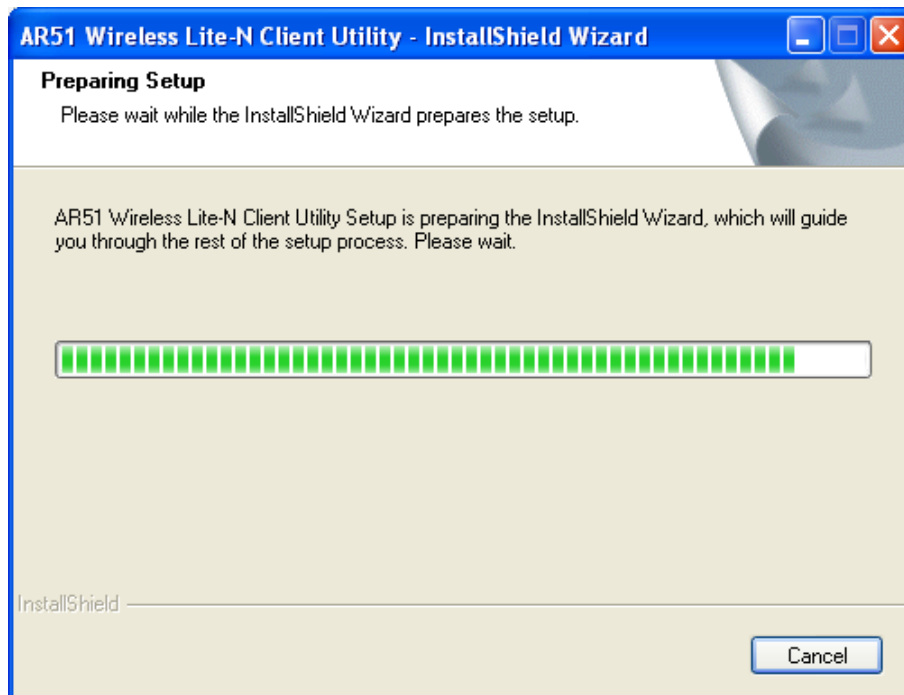 AR51 Wireless Lite-N Client Utility - InstallShield Wizard
Preparing Setup
Please wait while the InstallShield Wizard prepares the setup.
AR51 Wireless Lite-N Client Utility Setup is preparing the InstallShield Wizard, which will guide
you through the rest of the setup process. Please wait.
InstallShield
Cancel